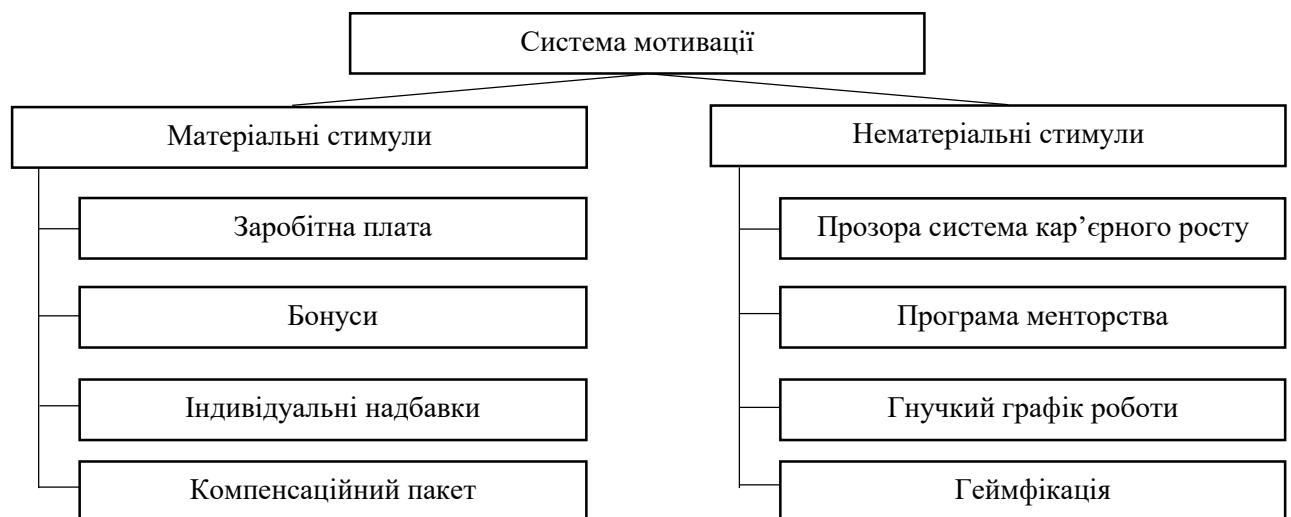 Система мотивації
Матеріальні стимули
Заробітна плата
Бонуси
Індивідуальні надбавки
Компенсаційний пакет
Нематеріальні стимули
Прозора система кар’єрного росту
Програма менторства
Гнучкий графік роботи
Геймфікація